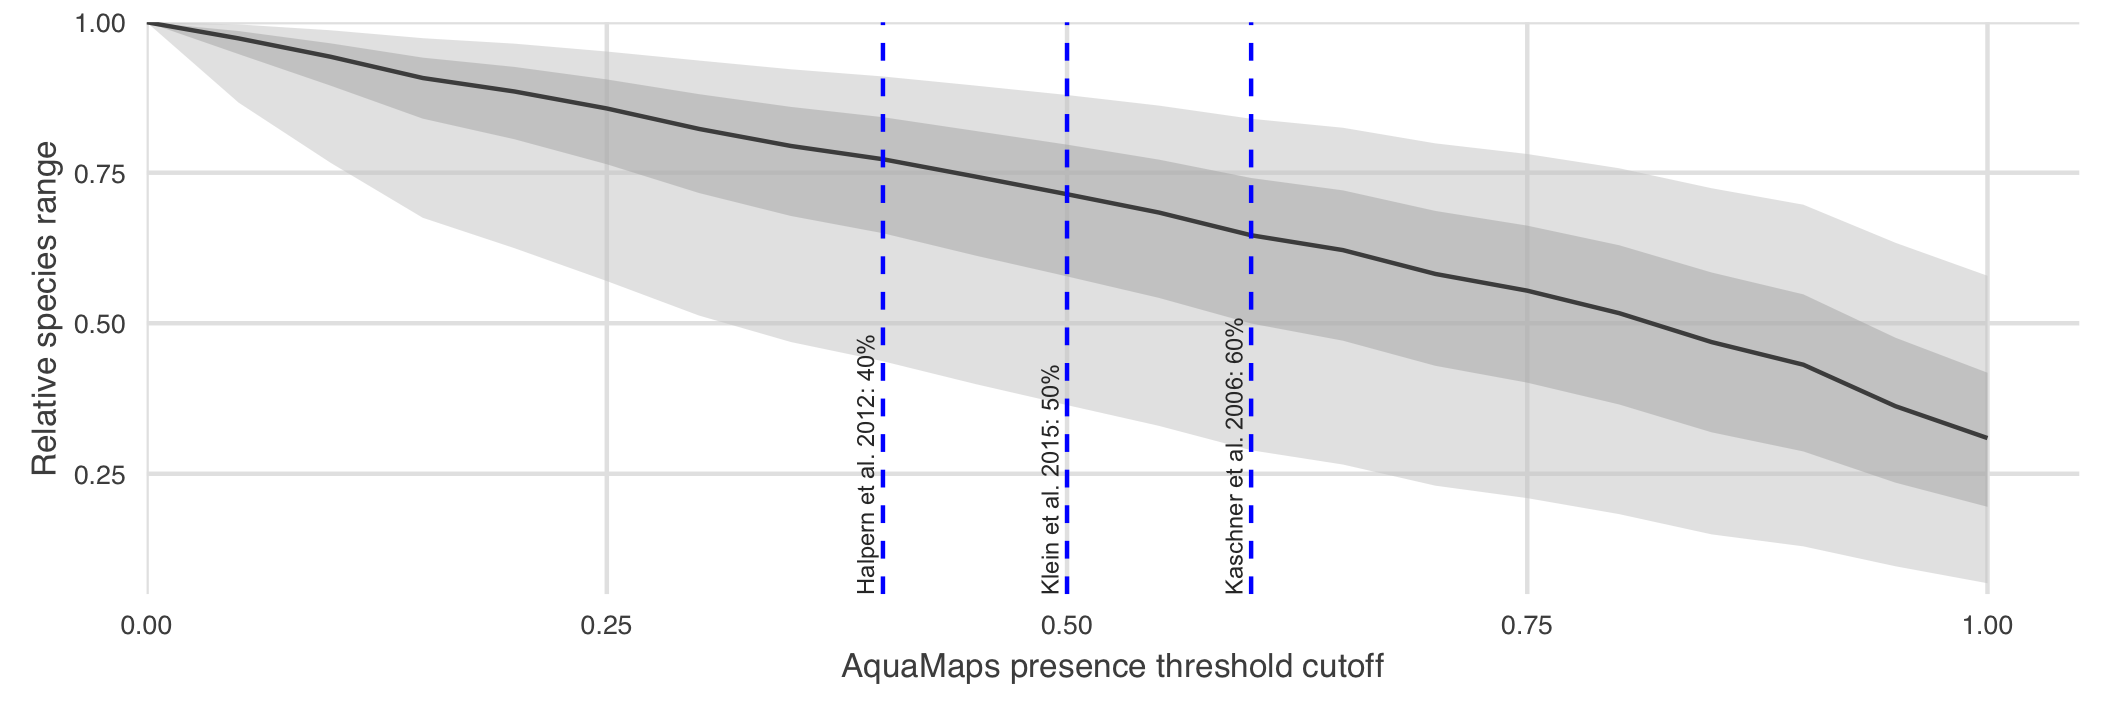 1.00
0.75
0.50
0.25
Relative species range
Halpern et al. 2012: 40%
Klein et al. 2015: 50%
Kaschner et al. 2006: 60%
0.00 0.25 0.50 0.75 1.00
AquaMaps presence threshold cutoff